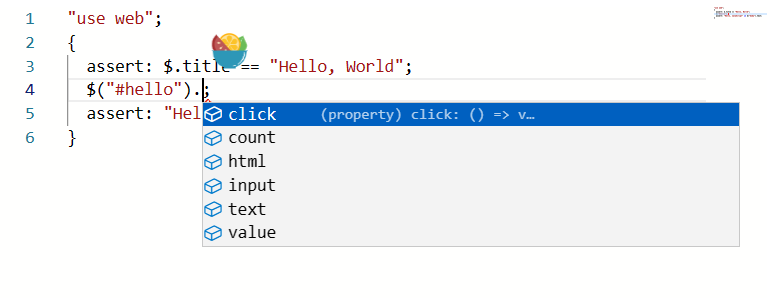 1 "use web";
2 {
3 assert: $.title == "Hello, World";
4 $("#hello").;
5 assert: "Hel
6 }
click (property) click: () => v…
count
html
input
text
value